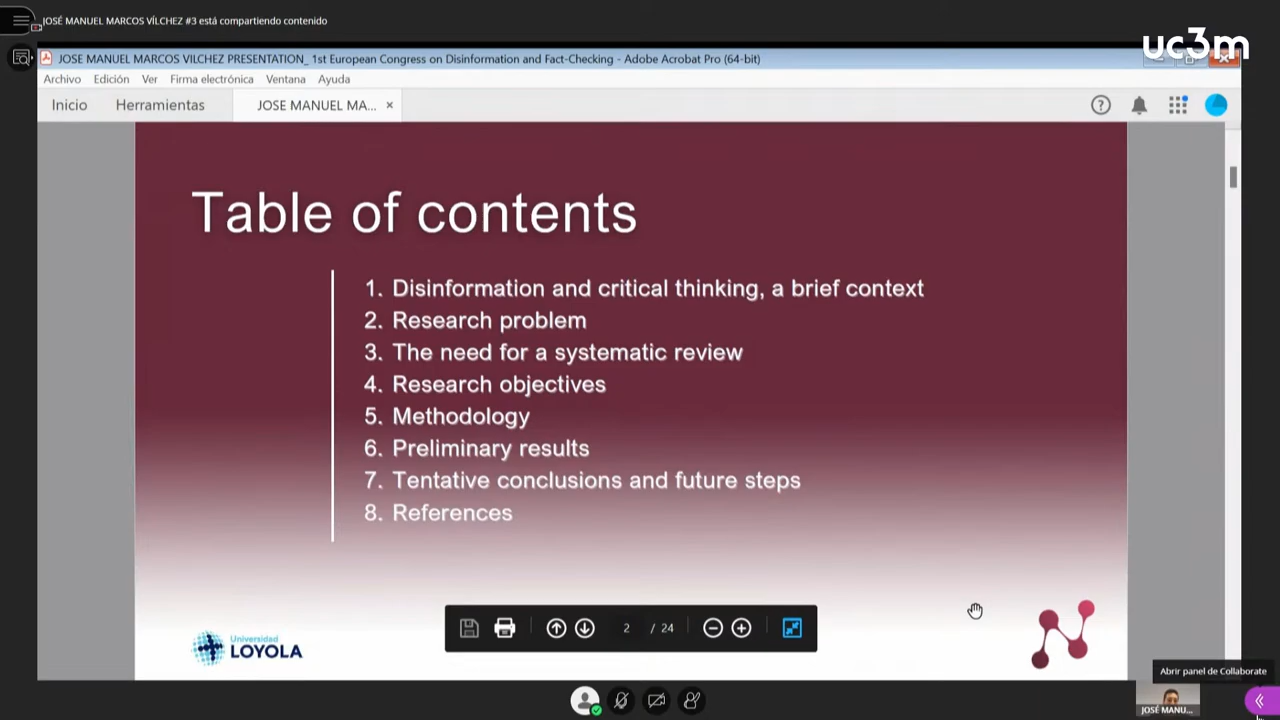 JOSÉ MANUEL MARCOS VÍLCHEZ #3 está compartiendo contenido
uc3m
JOSE MANUEL MARCOS VILCHEZ PRESENTATION_ 1st European Congress on Disinformation and Fact-Checking - Adobe Acrobat Pro (64-bit)
Archivo Edición Ver Firma electrónica Ventana Ayuda
Inicio Herramientas JOSE MANUEL MA... ×
Table of contents
1. Disinformation and critical thinking, a brief context
2. Research problem
3. The need for a systematic review
4. Research objectives
5. Methodology
6. Preliminary results
7. Tentative conclusions and future steps
8. References
2 / 24
Universidad
LOYOLA
Abrir panel de Collaborate
JOSÉ MANU...